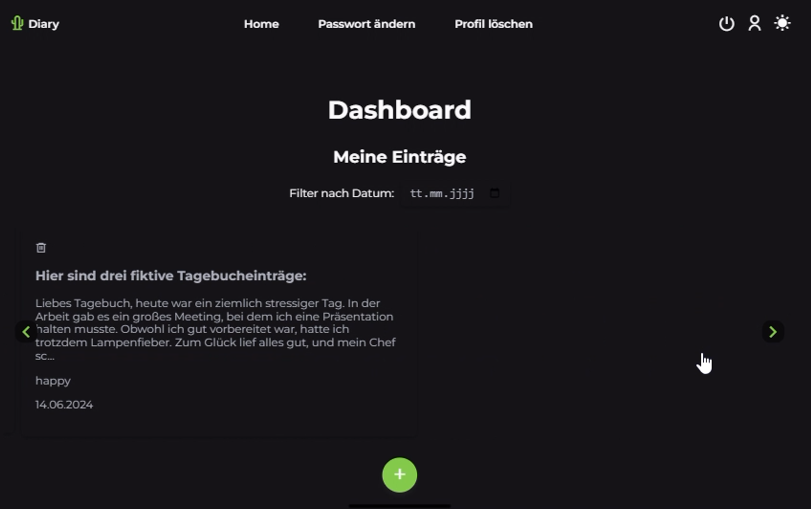 Diary
Home
Passwort ändern
Profil löschen
Dashboard
Meine Einträge
Filter nach Datum: tt.mm.jjjj
Hier sind drei fiktive Tagebucheinträge:
Liebes Tagebuch, heute war ein ziemlich stressiger Tag. In der
Arbeit gab es ein großes Meeting, bei dem ich eine Präsentation
halten musste. Obwohl ich gut vorbereitet war, hatte ich
trotzdem Lampenfieber. Zum Glück lief alles gut, und mein Chef
sc...
happy
14.06.2024
+